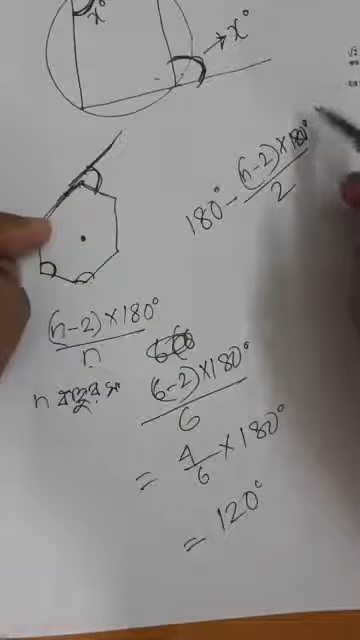 x°
x°
180° - (n-2)×180° / 2
(n-2)×180° / n
(6-2)×180° / 6
= 4/6 × 180°
= 120°